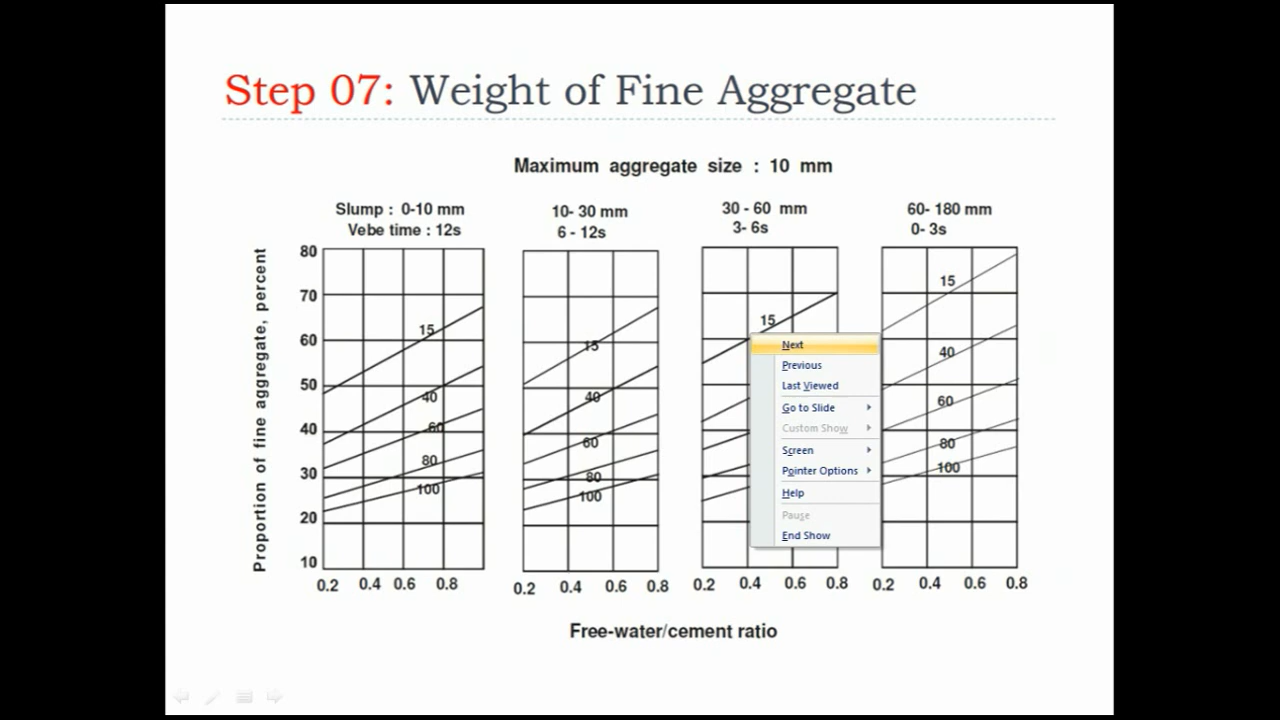 Step 07: Weight of Fine Aggregate
Maximum aggregate size : 10 mm
Slump : 0-10 mm
Vebe time : 12s
10- 30 mm
6 - 12s
30 - 60 mm
3- 6s
60- 180 mm
0- 3s
Proportion of fine aggregate, percent
80
70
60
50
40
30
20
10
15
40
60
80
100
0.2 0.4 0.6 0.8
15
40
60
80
100
0.2 0.4 0.6 0.8
15
0.2 0.4 0.6 0.8
15
40
60
80
100
0.2 0.4 0.6 0.8
Next
Previous
Last Viewed
Go to Slide
Custom Show
Screen
Pointer Options
Help
Pause
End Show
Free-water/cement ratio